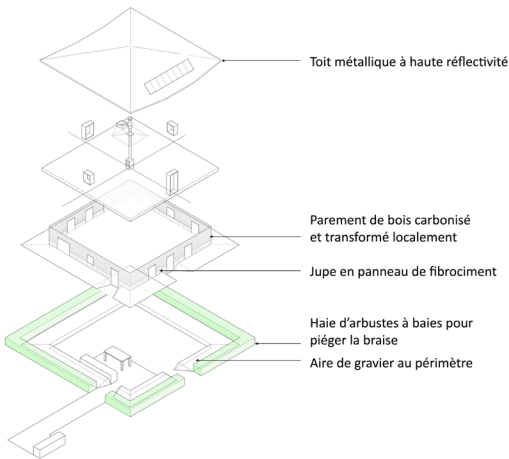 Toit métallique à haute réflectivité
Parement de bois carbonisé
et transformé localement
Jupe en panneau de fibrociment
Haie d'arbustes à baies pour
piéger la braise
Aire de gravier au périmètre